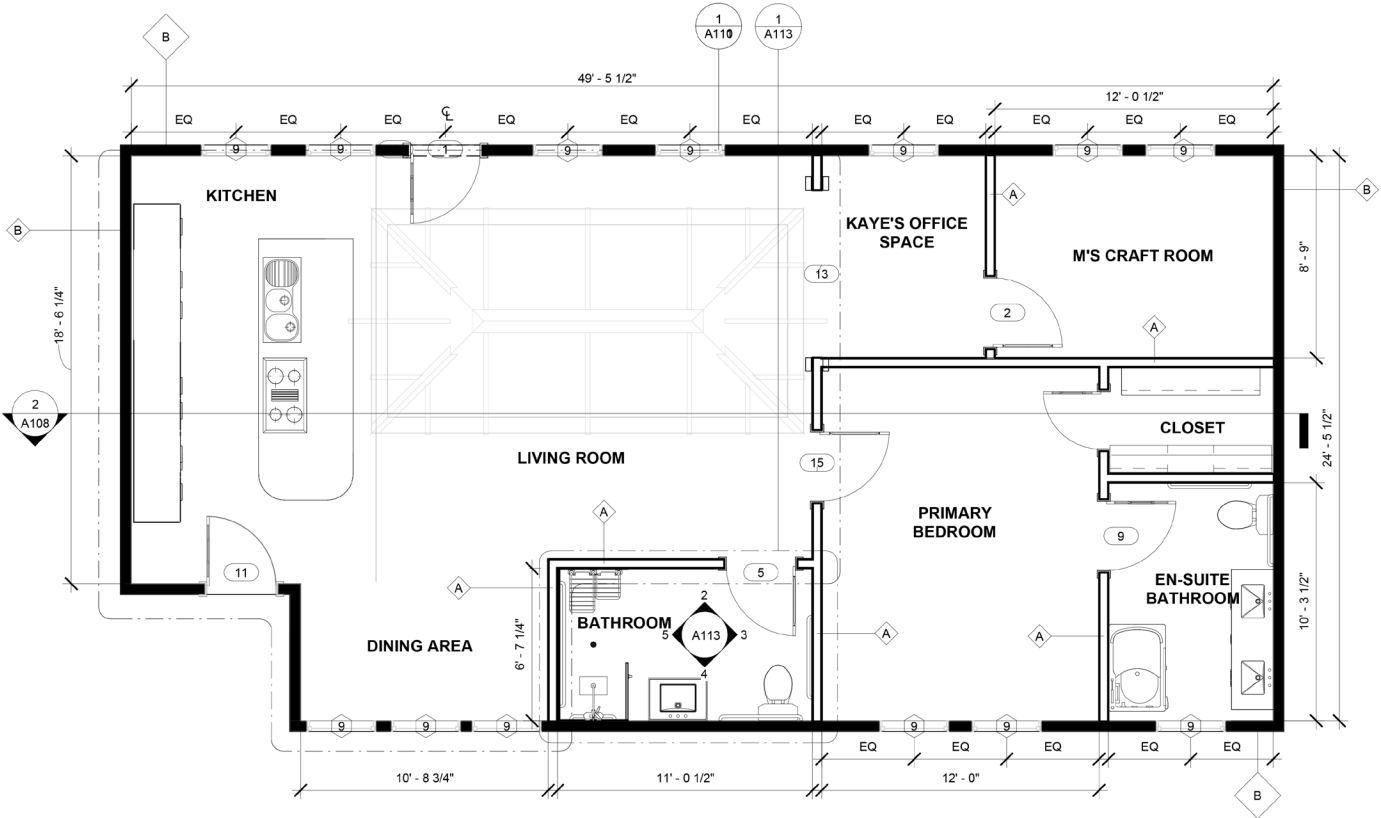 1
A110
1
A113
B
49' - 5 1/2"
12' - 0 1/2"
EQ EQ EQ EQ EQ EQ EQ EQ EQ EQ EQ
℄
9 9 1 9 9 9 9 9
KITCHEN
A
B
B
KAYE'S OFFICE
SPACE
M'S CRAFT ROOM
8' - 9"
13
18' - 6 1/4"
2
A
2
A108
CLOSET
24' - 5 1/2"
LIVING ROOM
15
PRIMARY
BEDROOM
A
9
11
5
A
EN-SUITE
BATHROOM
10' - 3 1/2"
2
BATHROOM
5 A113 3
4
A
A
6' - 7 1/4"
DINING AREA
9 9 9 9 9 9
EQ EQ EQ EQ EQ
10' - 8 3/4"
11' - 0 1/2"
12' - 0"
B